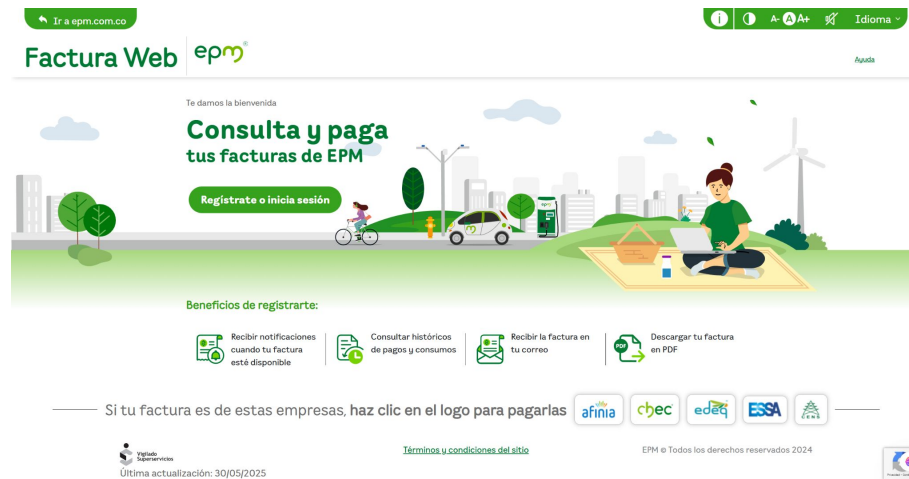 Ir a epm.com.co
i A- A A+ Idioma
Factura Web epm®
Ayuda
Te damos la bienvenida
Consulta y paga
tus facturas de EPM
Regístrate o inicia sesión
epm
Beneficios de registrarte:
Recibir notificaciones
cuando tu factura
esté disponible
Consultar históricos
de pagos y consumos
Recibir la factura en
tu correo
PDF
Descargar tu factura
en PDF
Si tu factura es de estas empresas, haz clic en el logo para pagarlas
afinia chec edeq ESSA CENS
Vigilado
Superservicios
Términos y condiciones del sitio
EPM © Todos los derechos reservados 2024
Última actualización: 30/05/2025